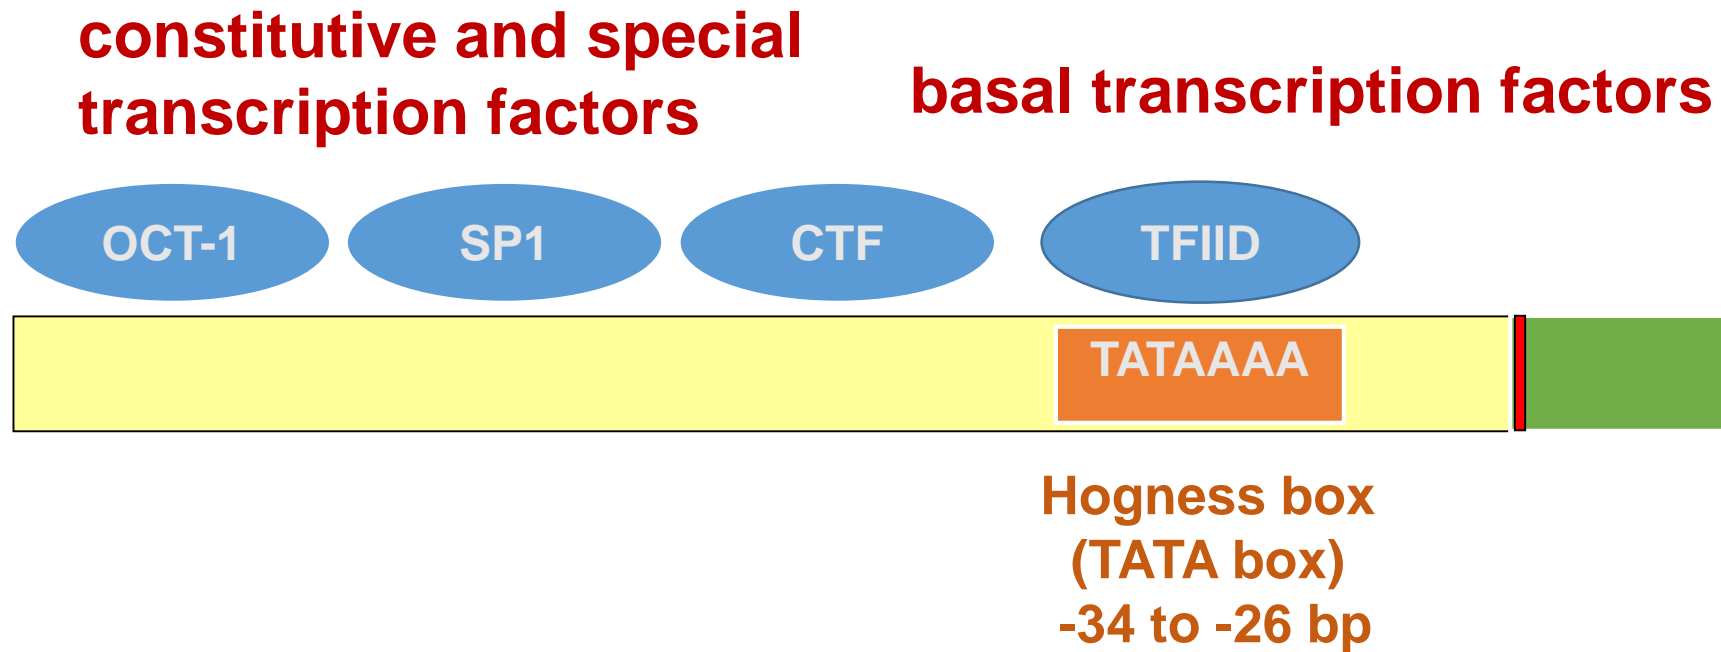 constitutive and special
transcription factors
basal transcription factors
OCT-1
SP1
CTF
TFIID
TATAAAA
Hogness box
(TATA box)
-34 to -26 bp